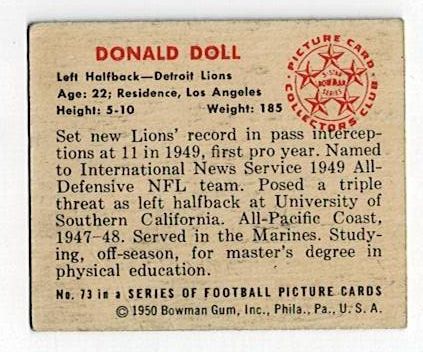 DONALD DOLL
Left Halfback—Detroit Lions
Age: 22; Residence, Los Angeles
Height: 5-10 Weight: 185
PICTURE CARD
5-STAR
BOWMAN
SERIES
COLLECTORS CLUB
Set new Lions' record in pass intercep-
tions at 11 in 1949, first pro year. Named
to International News Service 1949 All-
Defensive NFL team. Posed a triple
threat as left halfback at University of
Southern California. All-Pacific Coast,
1947-48. Served in the Marines. Study-
ing, off-season, for master's degree in
physical education.
No. 73 in a SERIES OF FOOTBALL PICTURE CARDS
©1950 Bowman Gum, Inc., Phila., Pa., U. S. A.